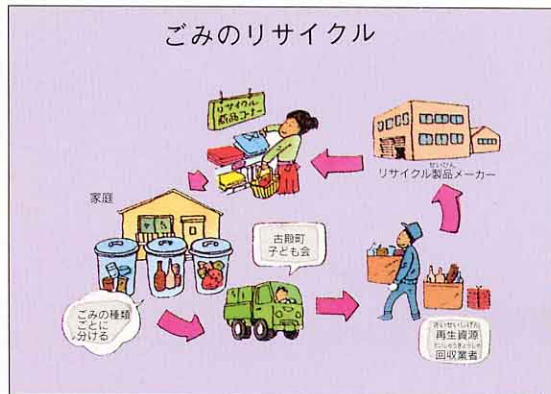 ごみのリサイクル
リサイクル
商品コーナー
せいひん
リサイクル製品メーカー
家庭
古殿町
子ども会
ごみの種類
ごとに
分ける
さいせいしげん
再生資源
かいしゅうぎょうしゃ
回収業者